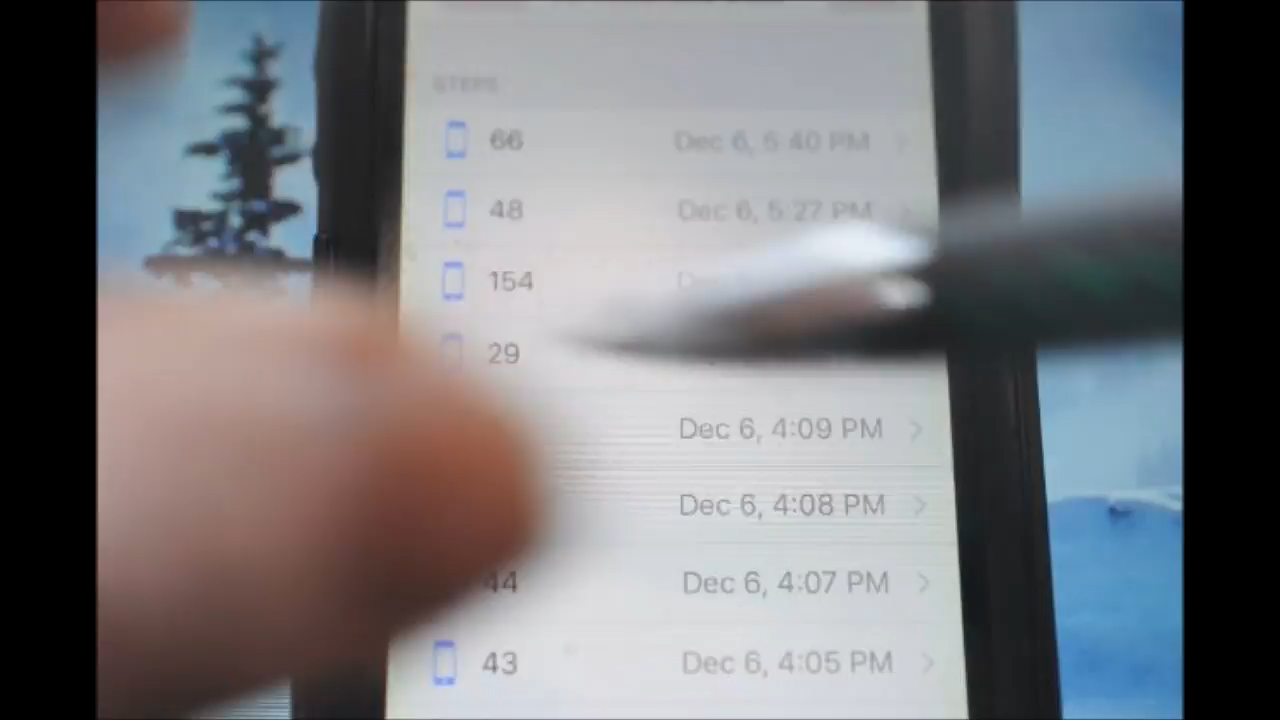 STEPS
66 Dec 6, 5:40 PM
48 Dec 6, 5:27 PM
154
29
Dec 6, 4:09 PM
Dec 6, 4:08 PM
44 Dec 6, 4:07 PM
43 Dec 6, 4:05 PM